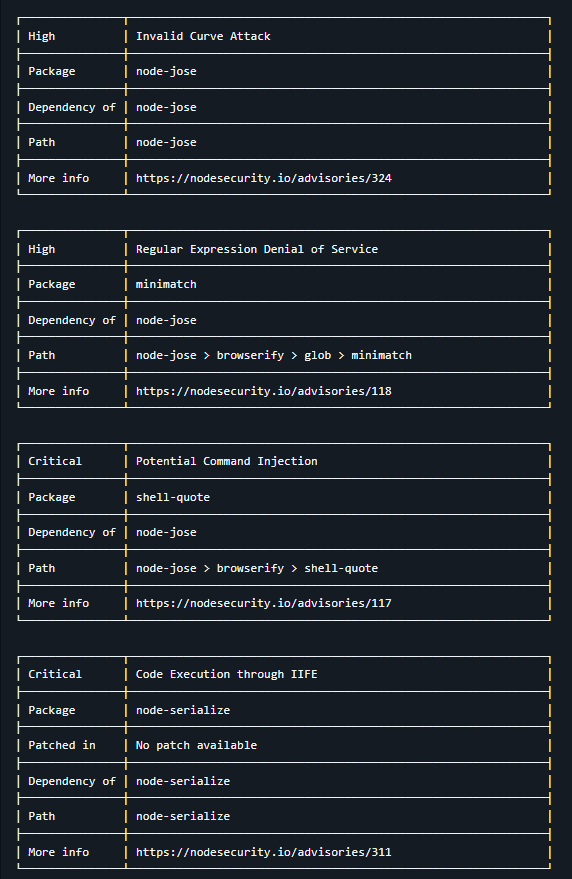 High Invalid Curve Attack
Package node-jose
Dependency of node-jose
Path node-jose
More info https://nodesecurity.io/advisories/324
High Regular Expression Denial of Service
Package minimatch
Dependency of node-jose
Path node-jose > browserify > glob > minimatch
More info https://nodesecurity.io/advisories/118
Critical Potential Command Injection
Package shell-quote
Dependency of node-jose
Path node-jose > browserify > shell-quote
More info https://nodesecurity.io/advisories/117
Critical Code Execution through IIFE
Package node-serialize
Patched in No patch available
Dependency of node-serialize
Path node-serialize
More info https://nodesecurity.io/advisories/311